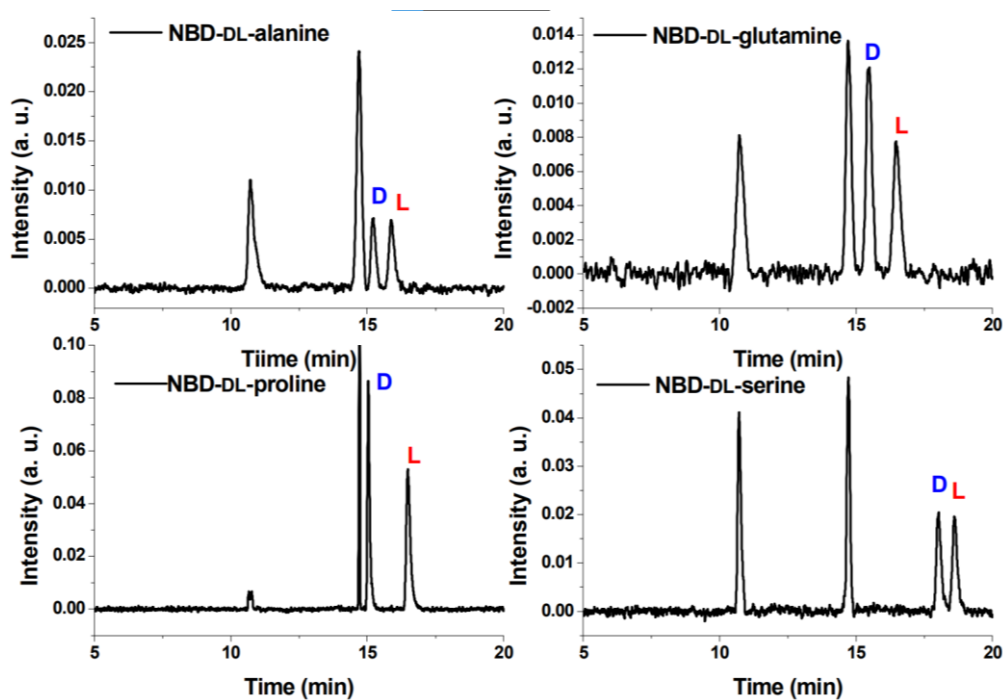 NBD-DL-alanine
D
L
0.025
0.020
0.015
0.010
0.005
0.000
Intensity (a. u.)
5 10 15 20
Tiime (min)
NBD-DL-glutamine
D
L
0.014
0.012
0.010
0.008
0.006
0.004
0.002
0.000
-0.002
Intensity (a. u.)
5 10 15 20
Time (min)
NBD-DL-proline
D
L
0.10
0.08
0.06
0.04
0.02
0.00
Intensity (a. u.)
5 10 15 20
Time (min)
NBD-DL-serine
D
L
0.05
0.04
0.03
0.02
0.01
0.00
Intensity (a. u.)
5 10 15 20
Time (min)